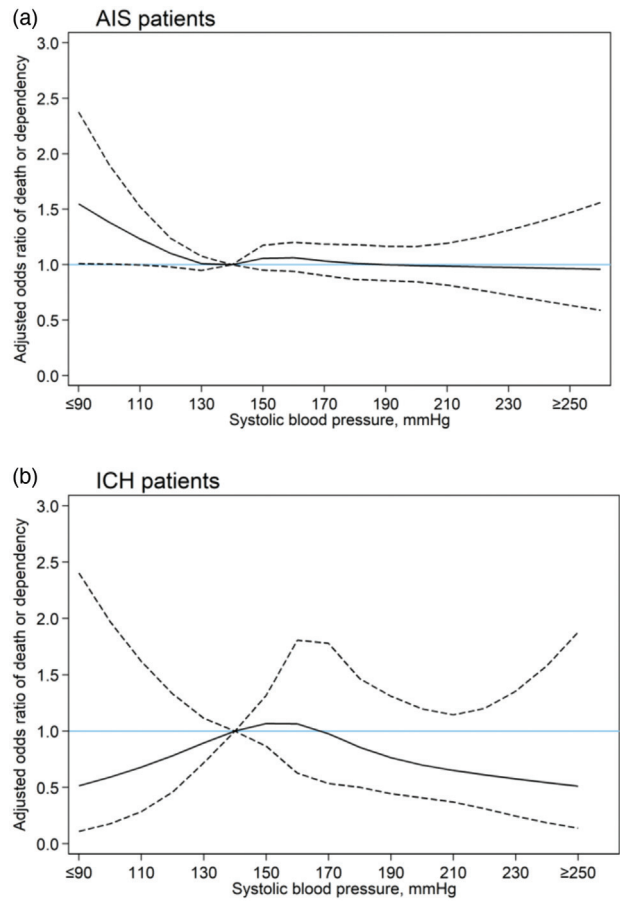 (a)
AIS patients
Adjusted odds ratio of death or dependency
3.0
2.5
2.0
1.5
1.0
0.5
0.0
≤90 110 130 150 170 190 210 230 ≥250
Systolic blood pressure, mmHg
(b)
ICH patients
Adjusted odds ratio of death or dependency
3.0
2.5
2.0
1.5
1.0
0.5
0.0
≤90 110 130 150 170 190 210 230 ≥250
Systolic blood pressure, mmHg